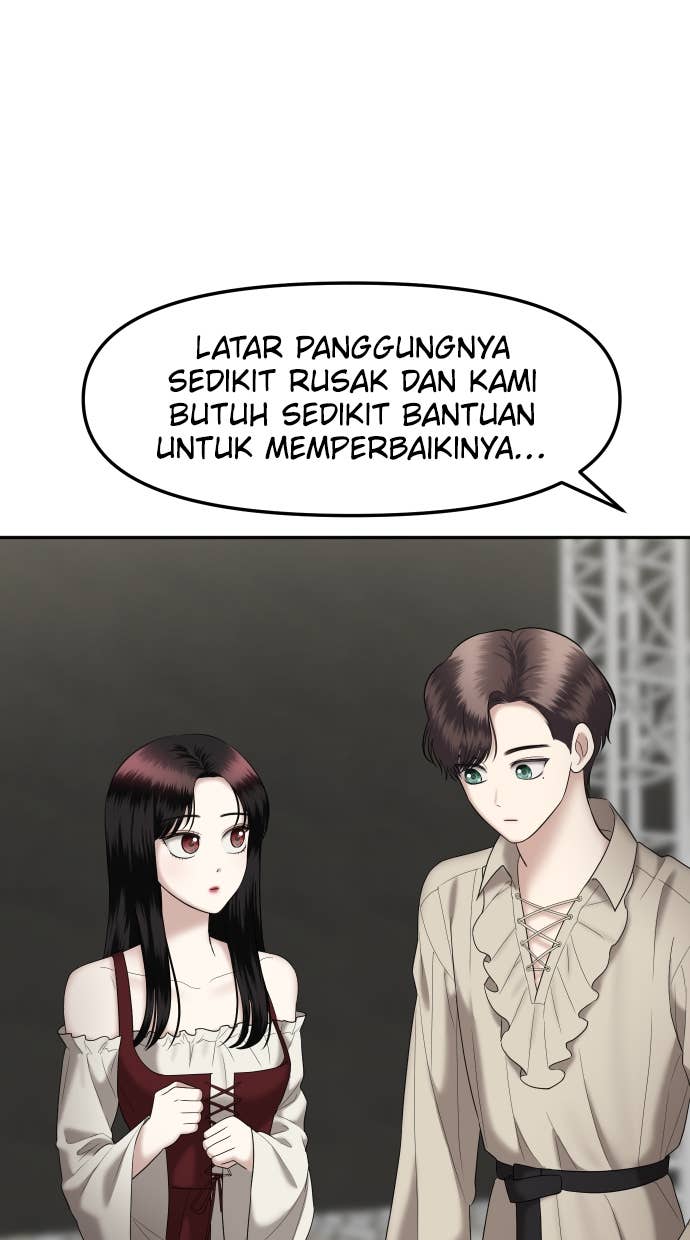 LATAR PANGGUNGNYA
SEDIKIT RUSAK DAN KAMI
BUTUH SEDIKIT BANTUAN
UNTUK MEMPERBAIKINYA...